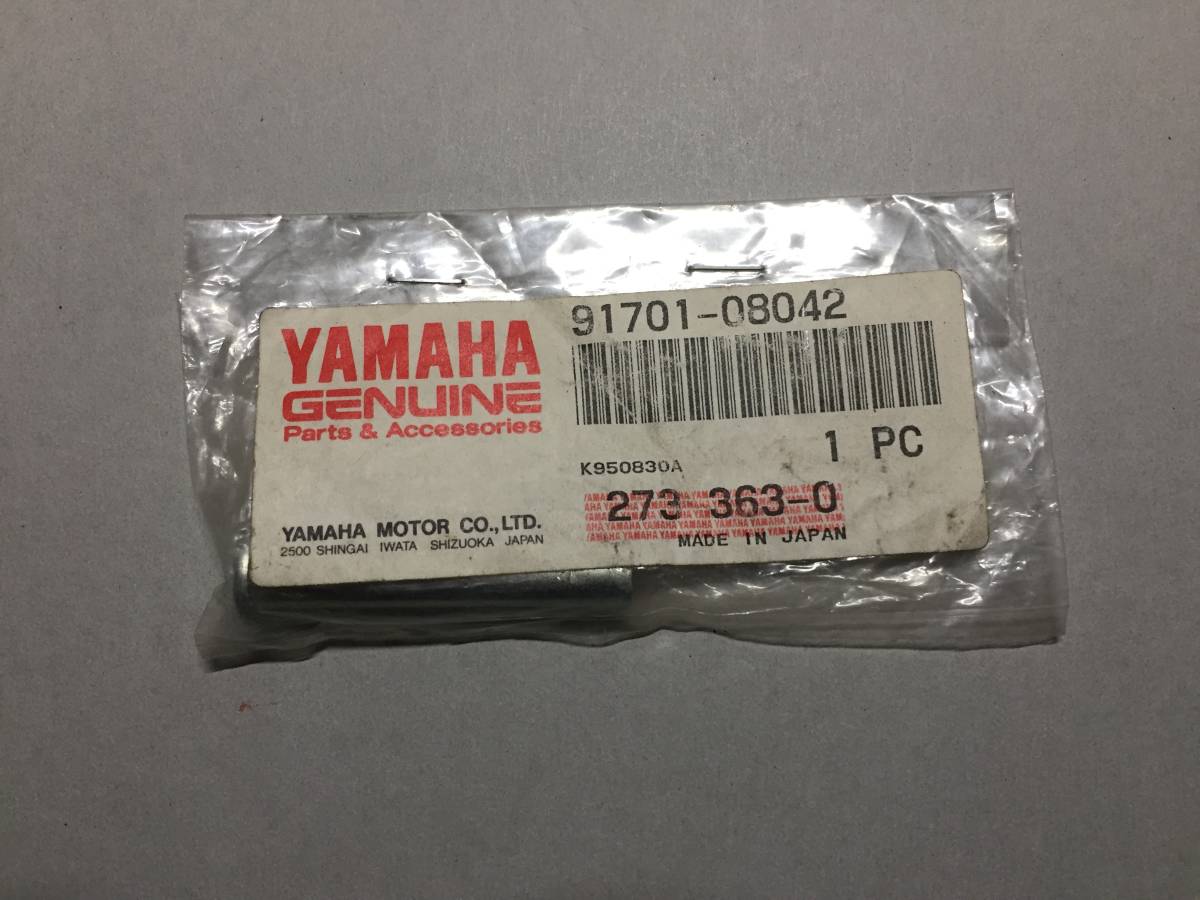 YAMAHA
GENUINE
Parts & Accessories
YAMAHA MOTOR CO.,LTD.
2500 SHINGAI IWATA SHIZUOKA JAPAN
91701-08042
1 PC
K950830A
273 363-0
MADE IN JAPAN